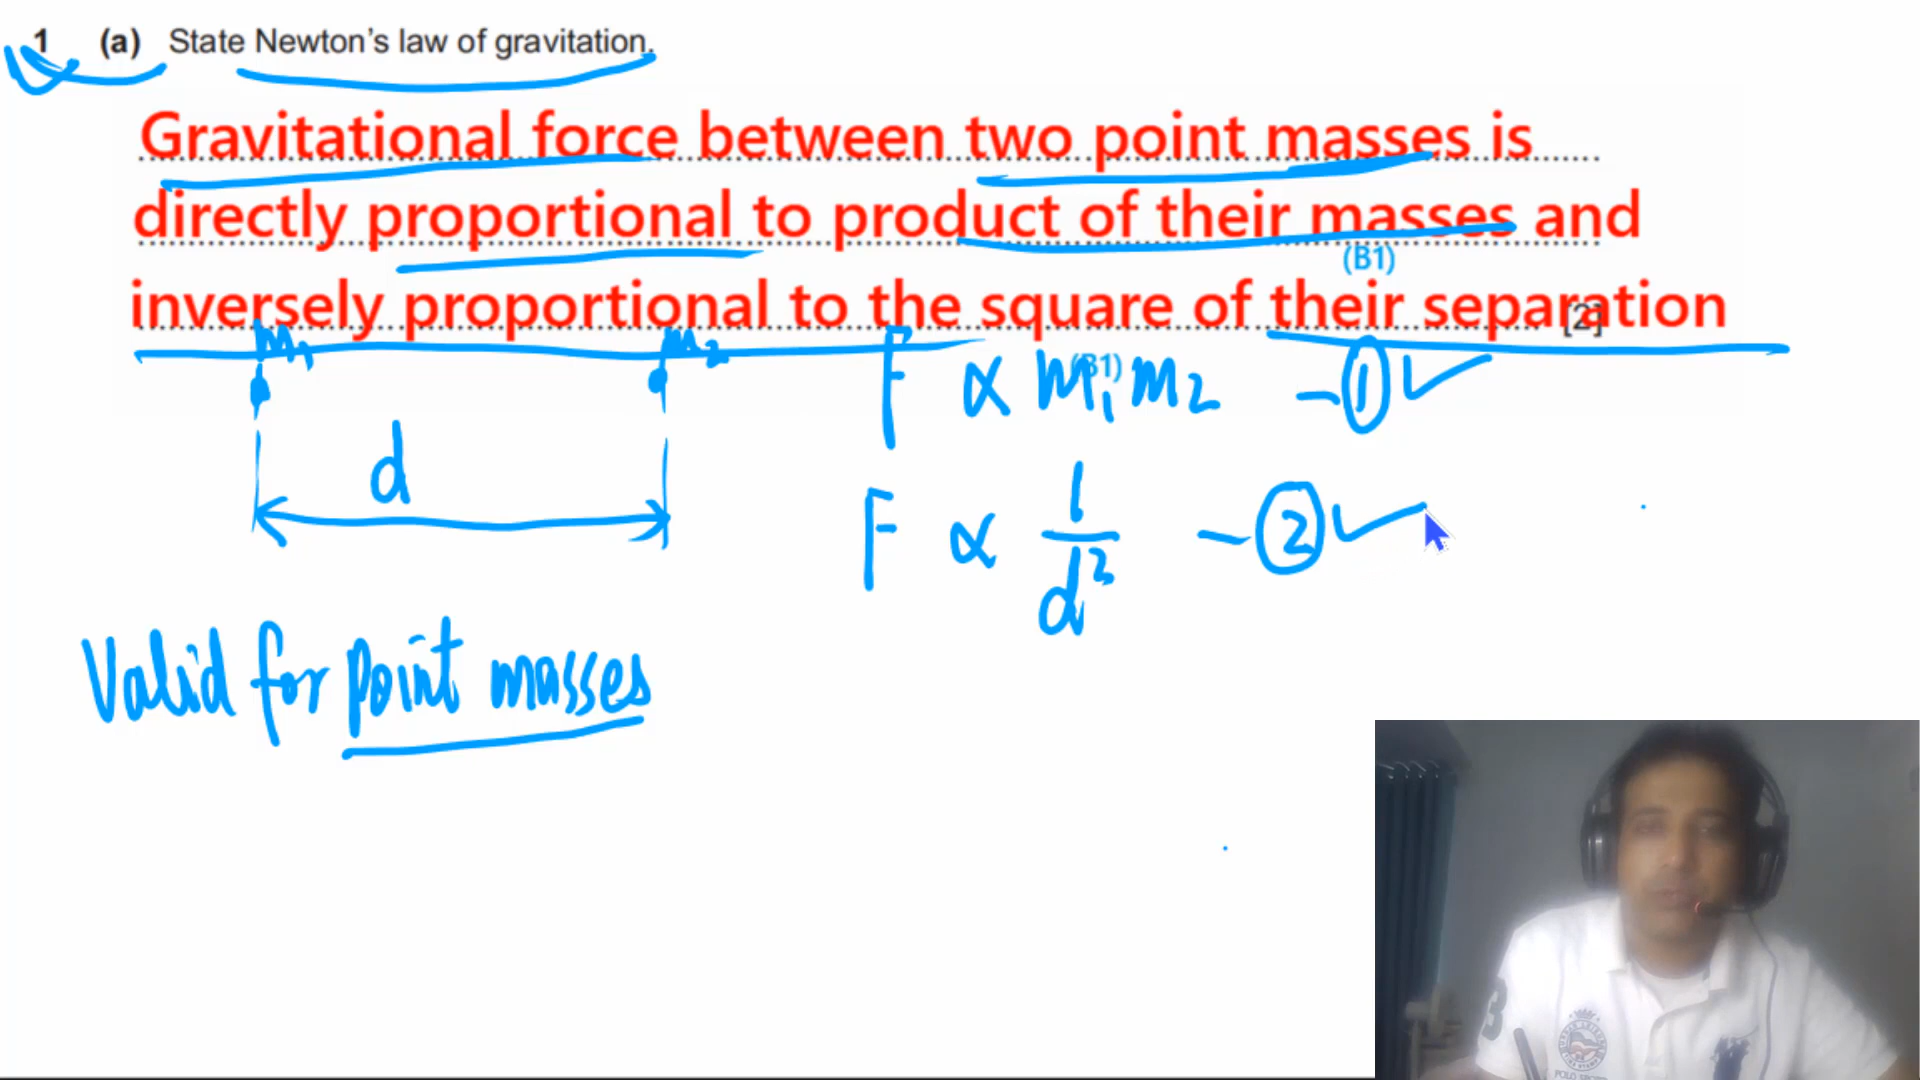 1 (a) State Newton's law of gravitation.
Gravitational force between two point masses is
directly proportional to product of their masses and
(B1)
inversely proportional to the square of their separation [2]
m₁ m₂ F ∝ m₁m₂ - ① ✓
(B1)
d
F ∝ 1/d² - ② ✓
Valid for point masses
3